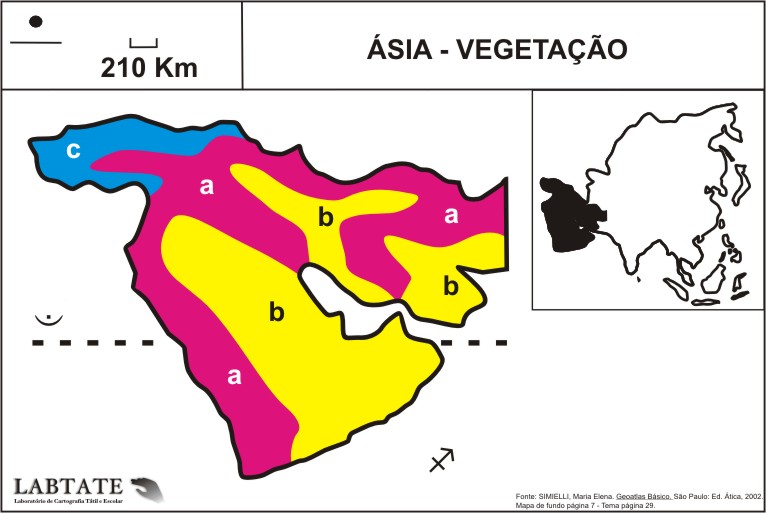 210 Km
ÁSIA - VEGETAÇÃO
c
a
b
a
b
b
a
LABTATE
Laboratório de Cartografia Tátil e Escolar
Fonte: SIMIELLI, Maria Elena. Geoatlas Básico. São Paulo: Ed. Ática, 2002.
Mapa de fundo página 7 - Tema página 29.